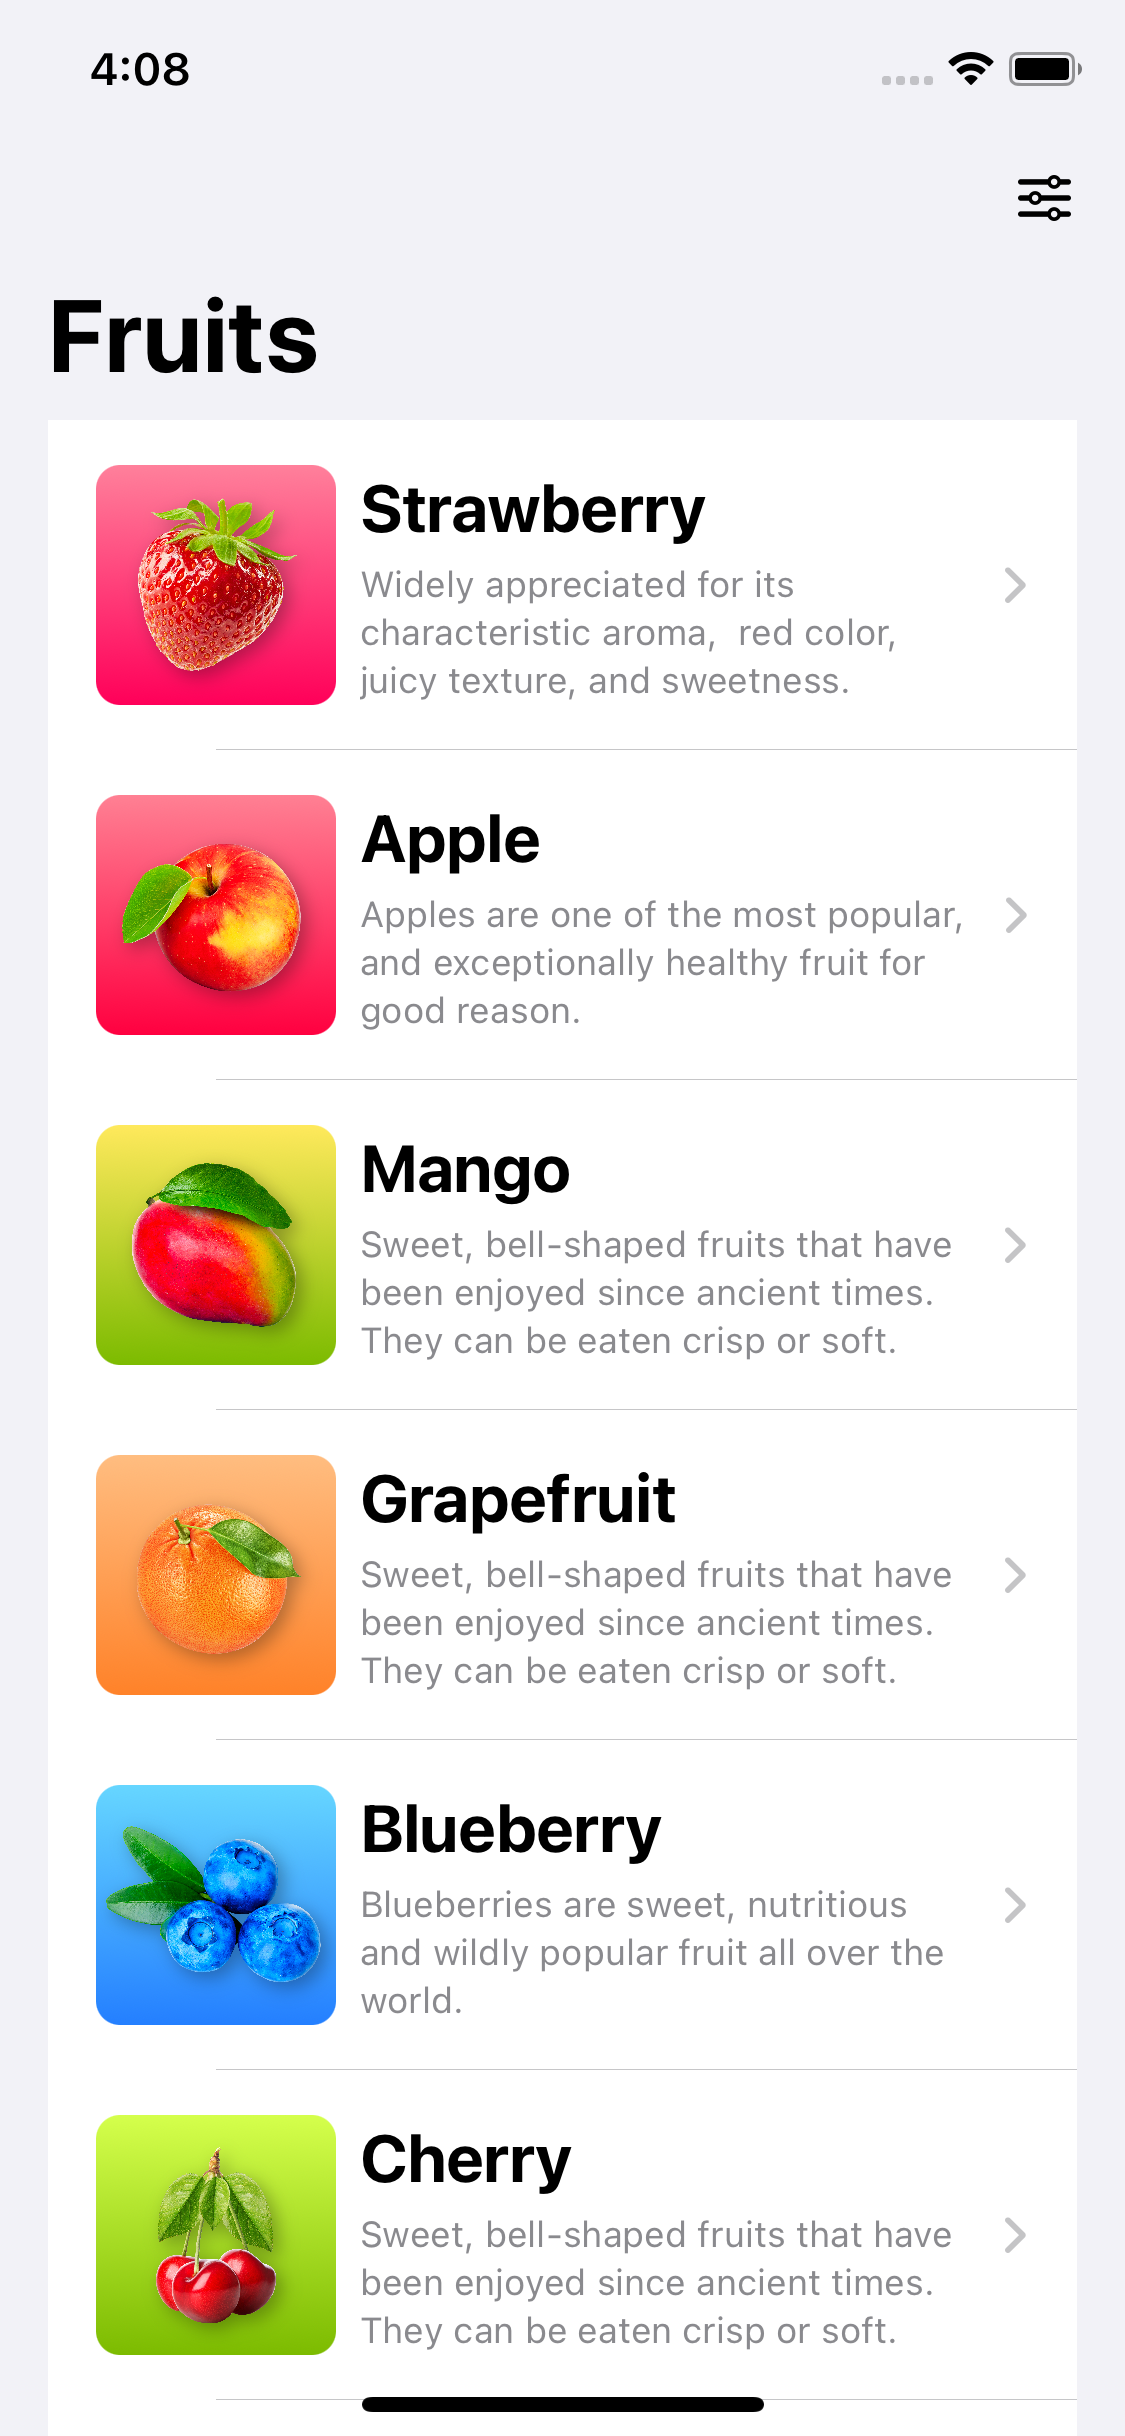 4:08
Fruits
Strawberry
Widely appreciated for its
characteristic aroma,  red color,
juicy texture, and sweetness.
Apple
Apples are one of the most popular,
and exceptionally healthy fruit for
good reason.
Mango
Sweet, bell-shaped fruits that have
been enjoyed since ancient times.
They can be eaten crisp or soft.
Grapefruit
Sweet, bell-shaped fruits that have
been enjoyed since ancient times.
They can be eaten crisp or soft.
Blueberry
Blueberries are sweet, nutritious
and wildly popular fruit all over the
world.
Cherry
Sweet, bell-shaped fruits that have
been enjoyed since ancient times.
They can be eaten crisp or soft.